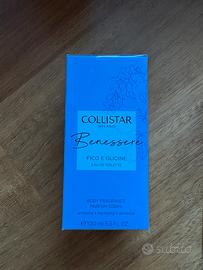 COLLISTAR
MILANO
Benessere
FICO E GLICINE
EAU DE TOILETTE
BODY FRAGRANCE
PARFUM CORPS
100 ml 3.3 FL. OZ.
subito